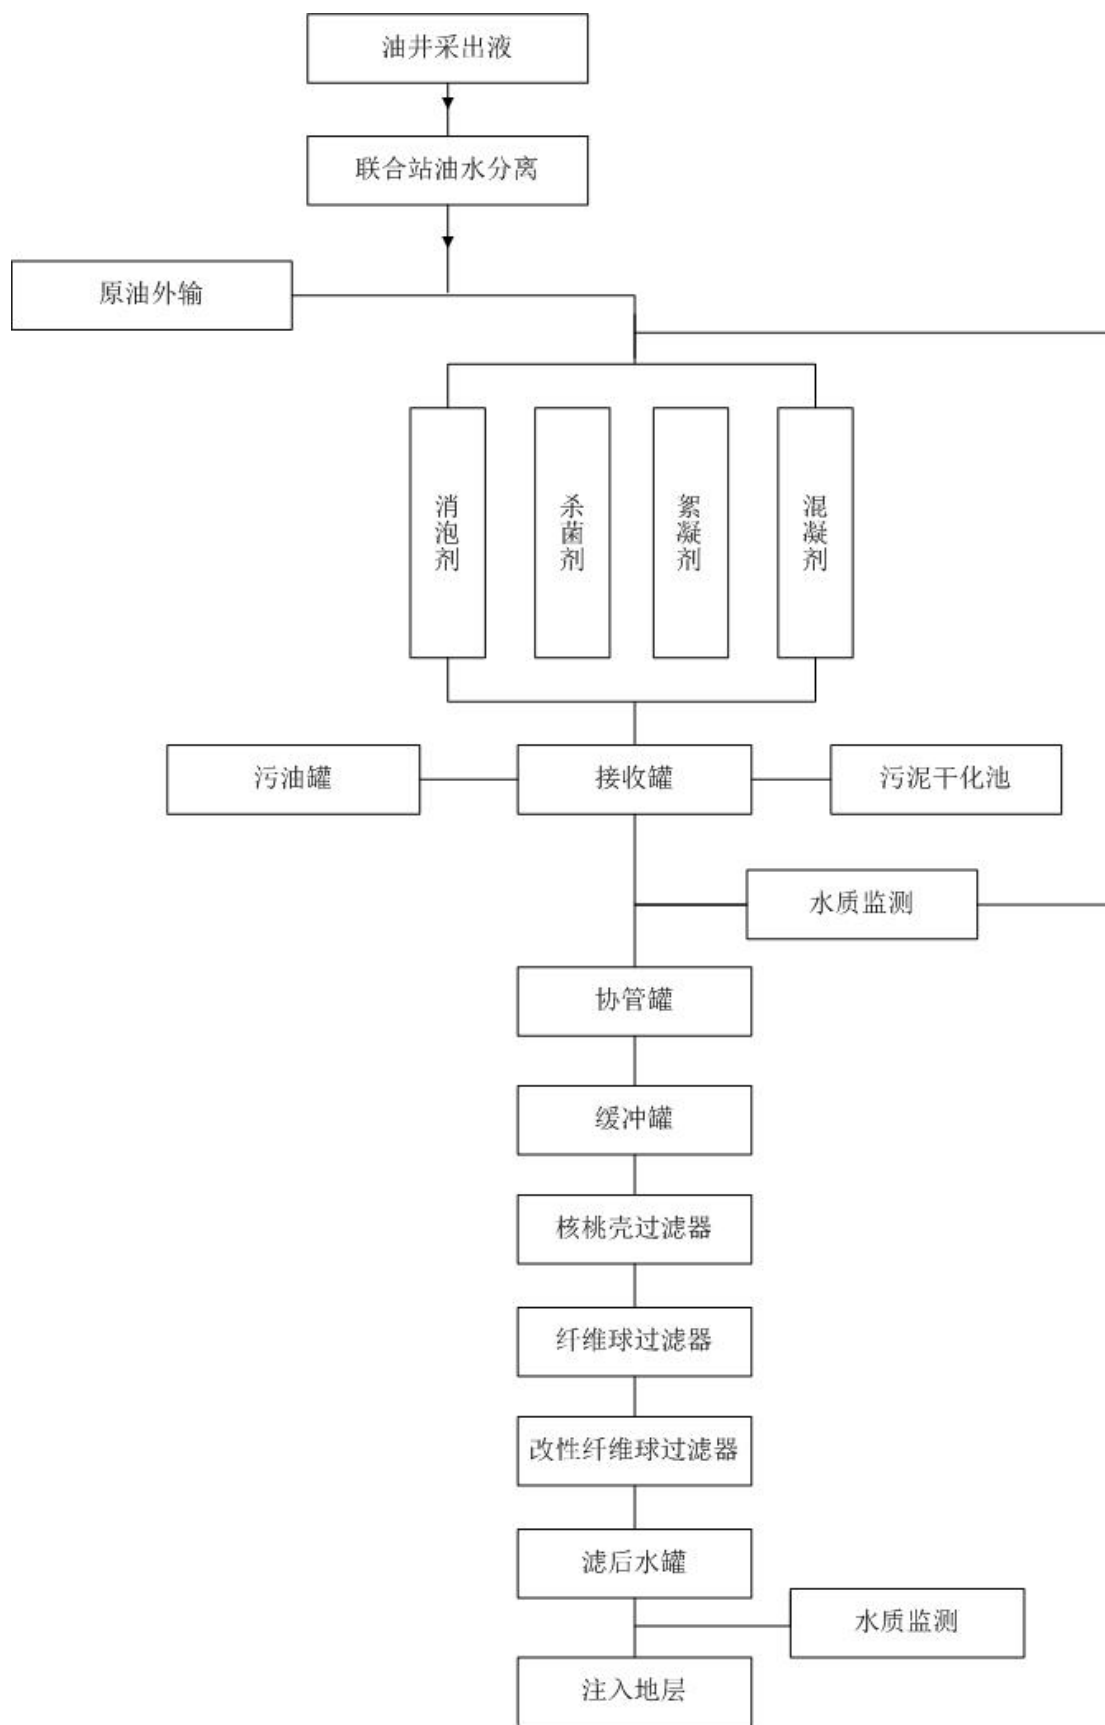 油井采出液
联合站油水分离
原油外输
消泡剂
杀菌剂
絮凝剂
混凝剂
污油罐
接收罐
污泥干化池
水质监测
协管罐
缓冲罐
核桃壳过滤器
纤维球过滤器
改性纤维球过滤器
滤后水罐
水质监测
注入地层